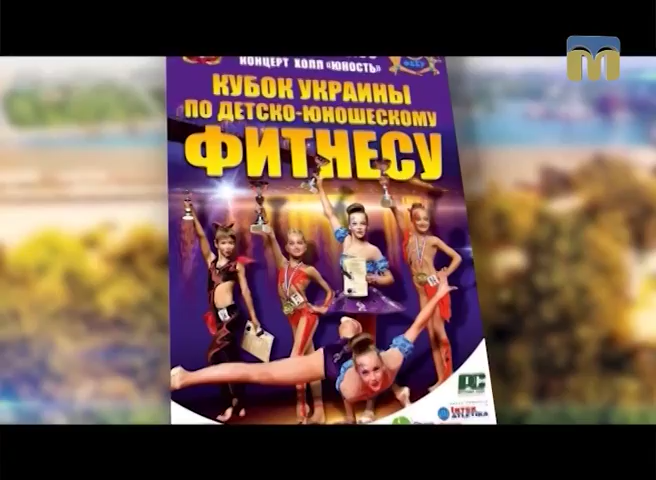 КОНЦЕРТ ХОЛЛ «ЮНОСТЬ»
КУБОК УКРАИНЫ
ПО ДЕТСКО-ЮНОШЕСКОМУ
ФИТНЕСУ